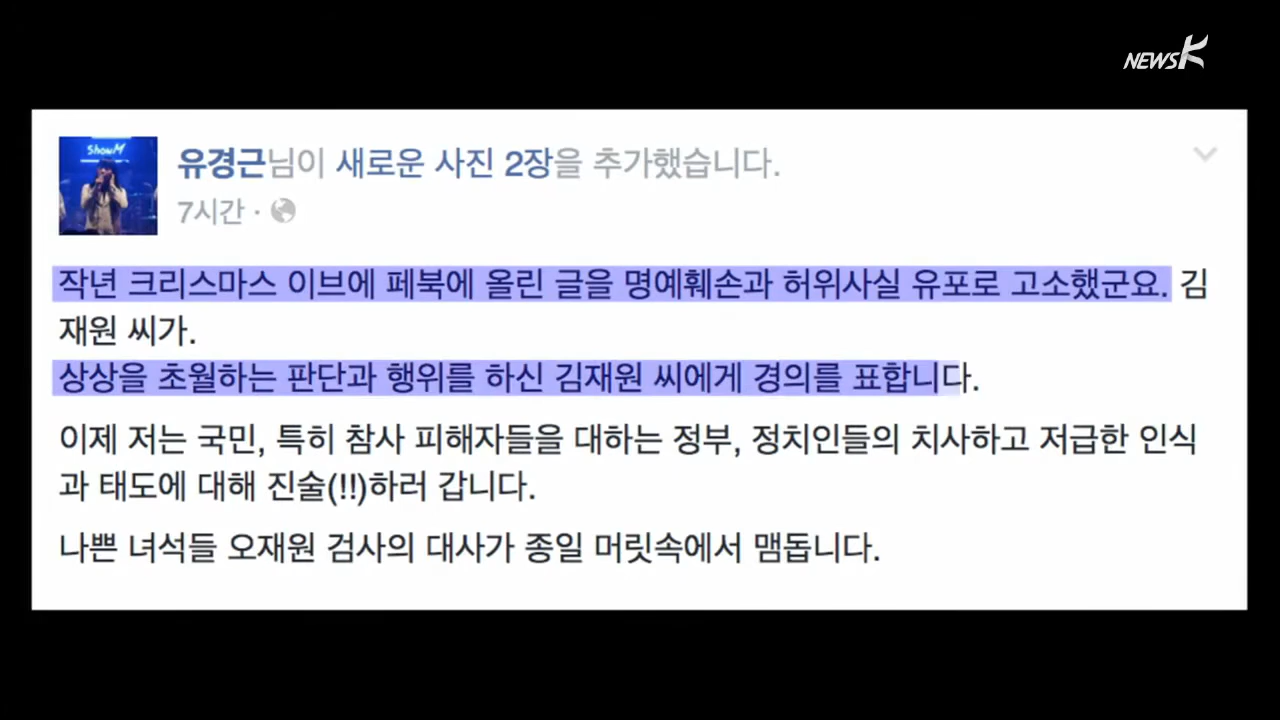 NEWS K
Show M
유경근님이 새로운 사진 2장을 추가했습니다.
7시간 ·
작년 크리스마스 이브에 페북에 올린 글을 명예훼손과 허위사실 유포로 고소했군요. 김
재원 씨가.
상상을 초월하는 판단과 행위를 하신 김재원 씨에게 경의를 표합니다.
이제 저는 국민, 특히 참사 피해자들을 대하는 정부, 정치인들의 치사하고 저급한 인식
과 태도에 대해 진술(!!)하러 갑니다.
나쁜 녀석들 오재원 검사의 대사가 종일 머릿속에서 맴돕니다.